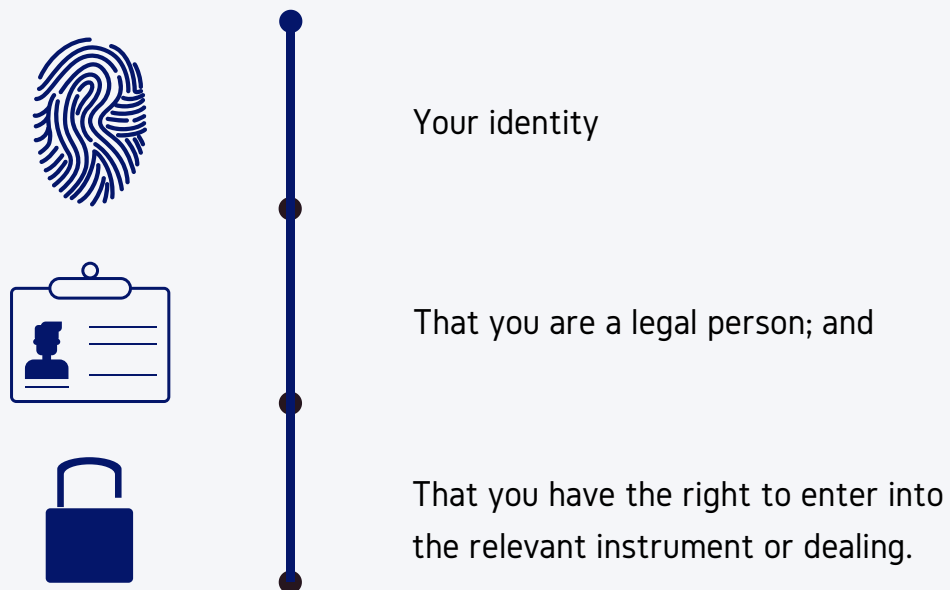 Your identity
That you are a legal person; and
That you have the right to enter into
the relevant instrument or dealing.